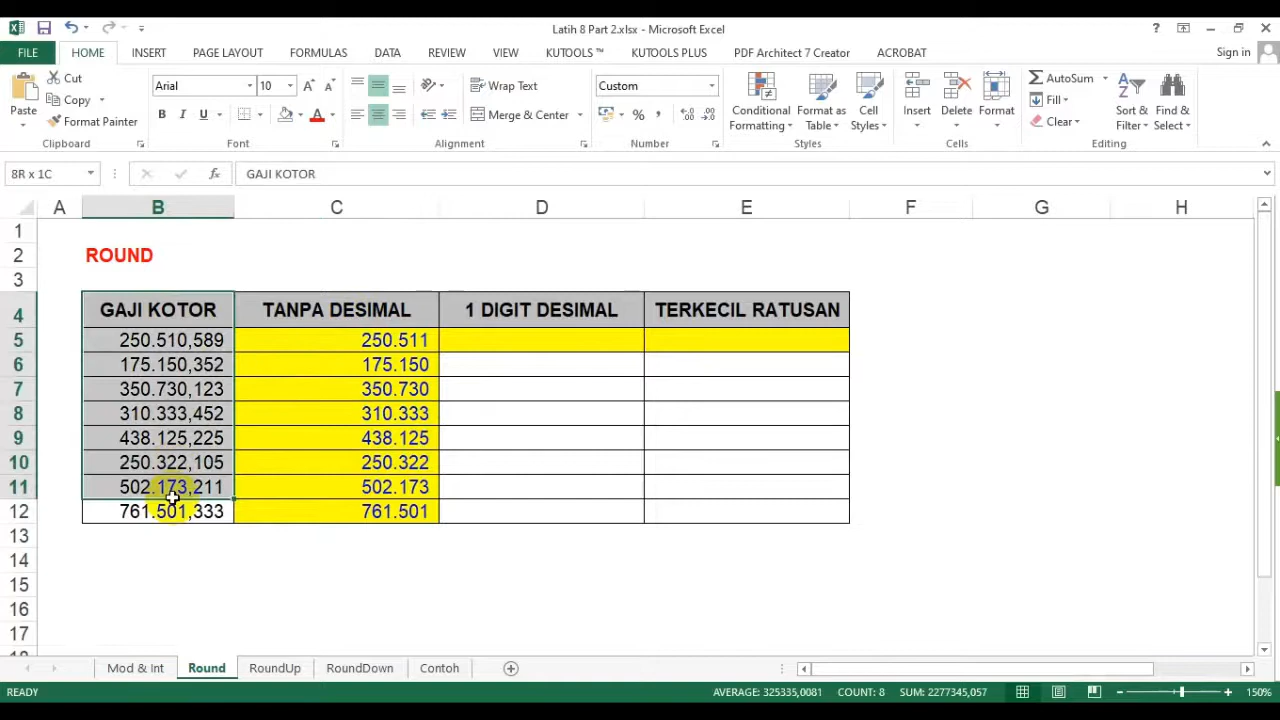 Latih 8 Part 2.xlsx - Microsoft Excel
Sign in
FILE HOME INSERT PAGE LAYOUT FORMULAS DATA REVIEW VIEW KUTOOLS ™ KUTOOLS PLUS PDF Architect 7 Creator ACROBAT
Paste
Cut
Copy
Format Painter
Clipboard
Arial 10
B I U
Font
Wrap Text
Merge & Center
Alignment
Custom
Number
Conditional Formatting
Format as Table
Cell Styles
Styles
Insert
Delete
Format
Cells
AutoSum
Fill
Clear
Sort & Filter
Find & Select
Editing
8R x 1C fx GAJI KOTOR
A B C D E F G H
1
2 ROUND
3
4 GAJI KOTOR TANPA DESIMAL 1 DIGIT DESIMAL TERKECIL RATUSAN
5 250.510,589 250.511
6 175.150,352 175.150
7 350.730,123 350.730
8 310.333,452 310.333
9 438.125,225 438.125
10 250.322,105 250.322
11 502.173,211 502.173
12 761.501,333 761.501
13
14
15
16
17
Mod & Int Round RoundUp RoundDown Contoh
READY AVERAGE: 325335,0081 COUNT: 8 SUM: 2277345,057 150%